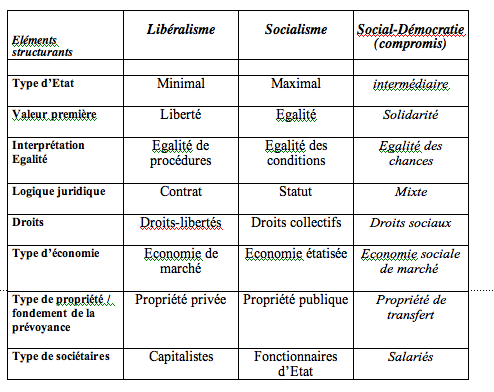 Eléments structurants Libéralisme Socialisme Social-Démocratie (compromis)
Type d'Etat Minimal Maximal intermédiaire
Valeur première Liberté Egalité Solidarité
Interprétation Egalité Egalité de procédures Egalité des conditions Egalité des chances
Logique juridique Contrat Statut Mixte
Droits Droits-libertés Droits collectifs Droits sociaux
Type d'économie Economie de marché Economie étatisée Economie sociale de marché
Type de propriété / fondement de la prévoyance Propriété privée Propriété publique Propriété de transfert
Type de sociétaires Capitalistes Fonctionnaires d'Etat Salariés